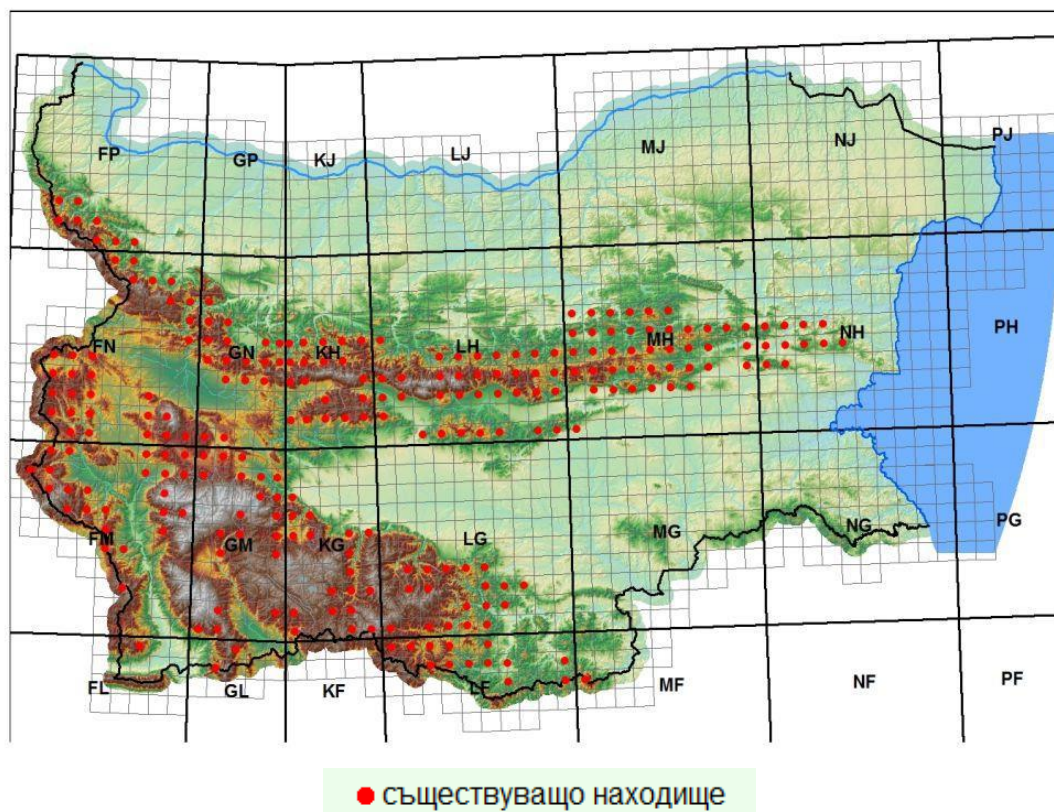 FP GP KJ LJ MJ NJ PJ
FN GN KH LH MH NH PH
FM GM KG LG MG NG PG
FL GL KF LF MF NF PF
съществуващо находище